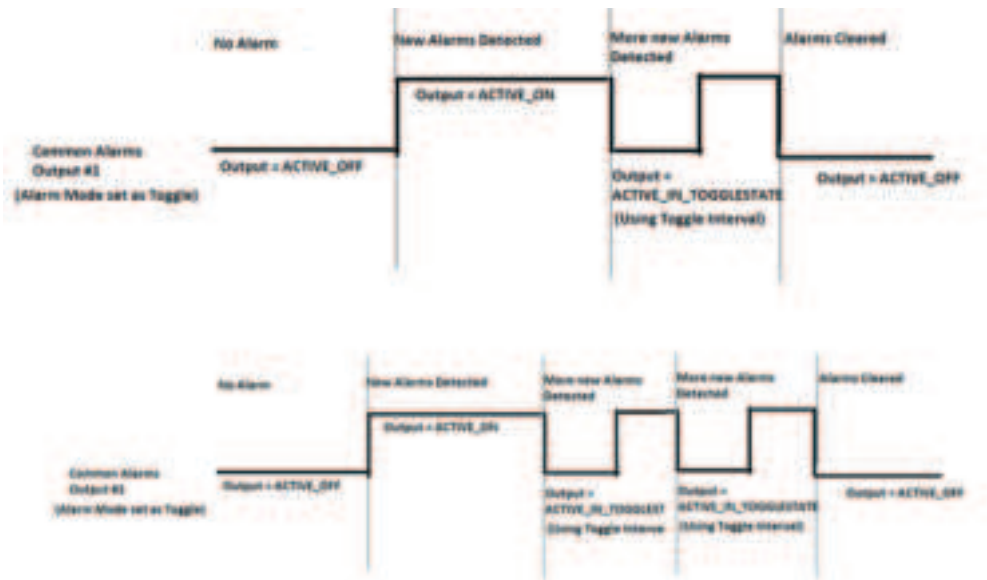 No Alarm
New Alarms Detected
More new Alarms
Detected
Alarms Cleared
Output = ACTIVE_ON
Common Alarms
Output #1
(Alarm Mode set as Toggle)
Output = ACTIVE_OFF
Output =
ACTIVE_IN_TOGGLESTATE
(Using Toggle Interval)
Output = ACTIVE_OFF
No Alarm
New Alarms Detected
More new Alarms
Detected
More new Alarms
Detected
Alarms Cleared
Output = ACTIVE_ON
Common Alarms
Output #1
(Alarm Mode set as Toggle)
Output = ACTIVE_OFF
Output =
ACTIVE_IN_TOGGLEST
(Using Toggle Interva
Output =
ACTIVE_IN_TOGGLESTATE
(Using Toggle Interval)
Output = ACTIVE_OFF